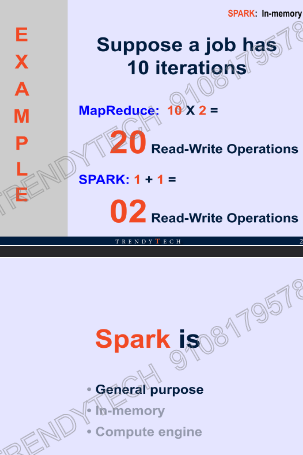 SPARK: In-memory
E
X
A
M
P
L
E
Suppose a job has
10 iterations
MapReduce: 10 X 2 =
20 Read-Write Operations
SPARK: 1 + 1 =
02 Read-Write Operations
TRENDYTECH
2
TRENDYTECH 9108179578
Spark is
• General purpose
• In-memory
• Compute engine
TRENDYTECH 9108179578